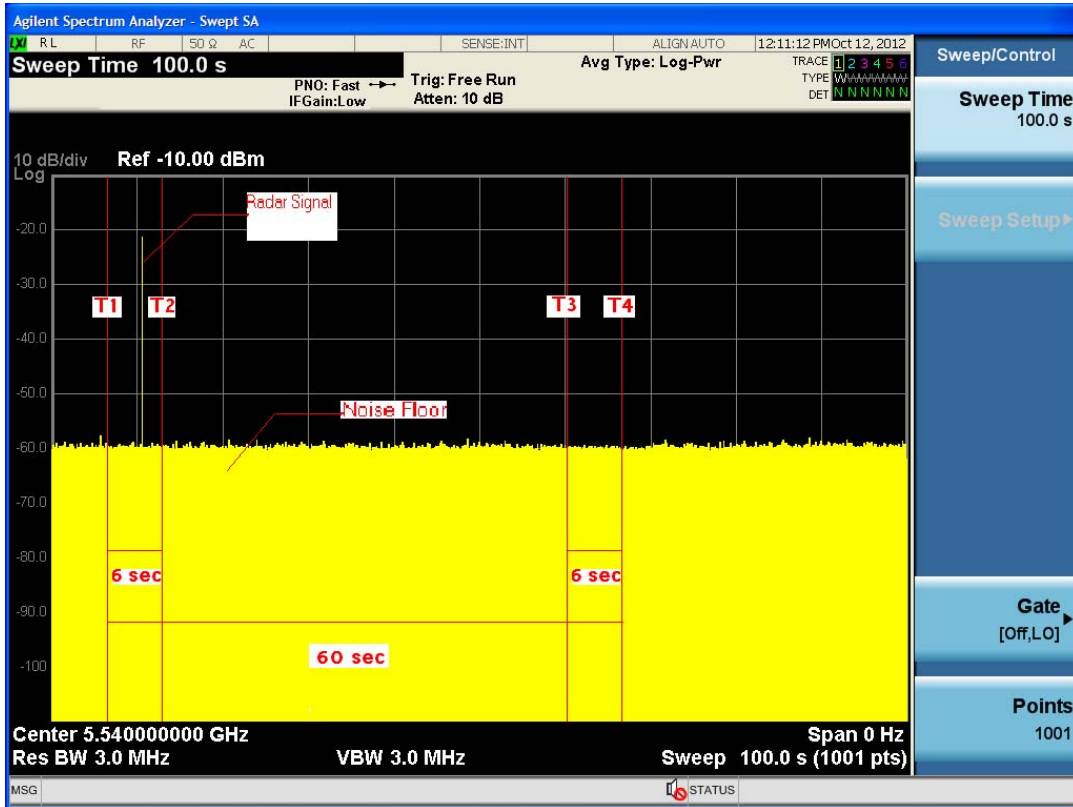 Agilent Spectrum Analyzer - Swept SA
LXI RL RF 50 Ω AC SENSE:INT ALIGN AUTO 12:11:12 PM Oct 12, 2012
Sweep Time 100.0 s
PNO: Fast
IFGain:Low
Trig: Free Run
Atten: 10 dB
Avg Type: Log-Pwr
TRACE 1 2 3 4 5 6
TYPE WWWWWW
DET N N N N N N
Sweep/Control
Sweep Time
100.0 s
Sweep Setup
Gate
[Off,LO]
Points
1001
10 dB/div Ref -10.00 dBm
Log
-20.0
-30.0
-40.0
-50.0
-60.0
-70.0
-80.0
-90.0
-100
Radar Signal
T1 T2 T3 T4
Noise Floor
6 sec 6 sec
60 sec
Center 5.540000000 GHz Span 0 Hz
Res BW 3.0 MHz VBW 3.0 MHz Sweep 100.0 s (1001 pts)
MSG STATUS